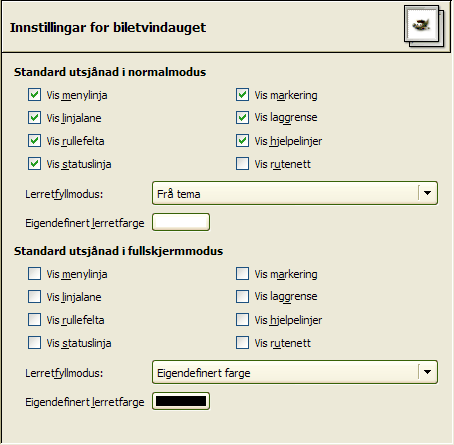 Innstillingar for biletvindauget
Standard utsjånad i normalmodus
Vis menylinja Vis markering
Vis linjalane Vis laggrense
Vis rullefelta Vis hjelpelinjer
Vis statuslinja Vis rutenett
Lerretfyllmodus: Frå tema
Eigendefinert lerretfarge
Standard utsjånad i fullskjermmodus
Vis menylinja Vis markering
Vis linjalane Vis laggrense
Vis rullefelta Vis hjelpelinjer
Vis statuslinja Vis rutenett
Lerretfyllmodus: Eigendefinert farge
Eigendefinert lerretfarge